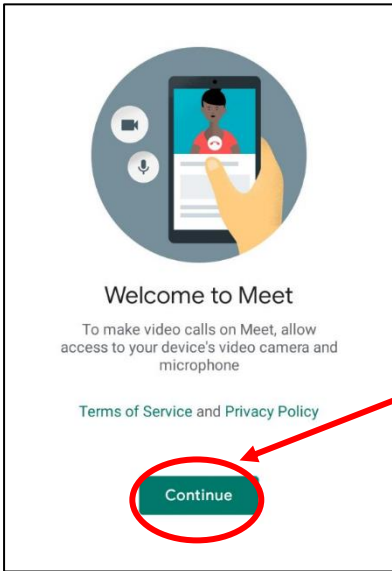 Welcome to Meet
To make video calls on Meet, allow
access to your device's video camera and
microphone
Terms of Service and Privacy Policy
Continue